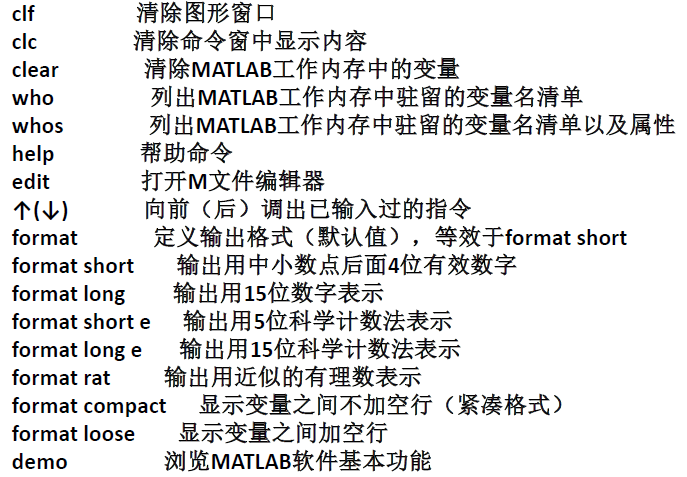 clf 清除图形窗口
clc 清除命令窗中显示内容
clear 清除MATLAB工作内存中的变量
who 列出MATLAB工作内存中驻留的变量名清单
whos 列出MATLAB工作内存中驻留的变量名清单以及属性
help 帮助命令
edit 打开M文件编辑器
↑(↓) 向前（后）调出已输入过的指令
format 定义输出格式（默认值），等效于format short
format short 输出用中小数点后面4位有效数字
format long 输出用15位数字表示
format short e 输出用5位科学计数法表示
format long e 输出用15位科学计数法表示
format rat 输出用近似的有理数表示
format compact 显示变量之间不加空行（紧凑格式）
format loose 显示变量之间加空行
demo 浏览MATLAB软件基本功能